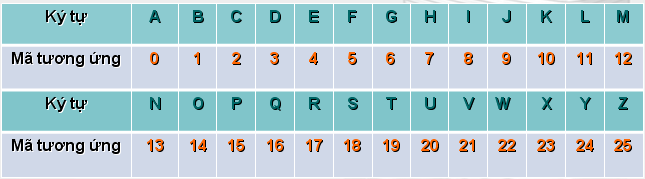 Ký tự A B C D E F G H I J K L M
Mã tương ứng 0 1 2 3 4 5 6 7 8 9 10 11 12
Ký tự N O P Q R S T U V W X Y Z
Mã tương ứng 13 14 15 16 17 18 19 20 21 22 23 24 25